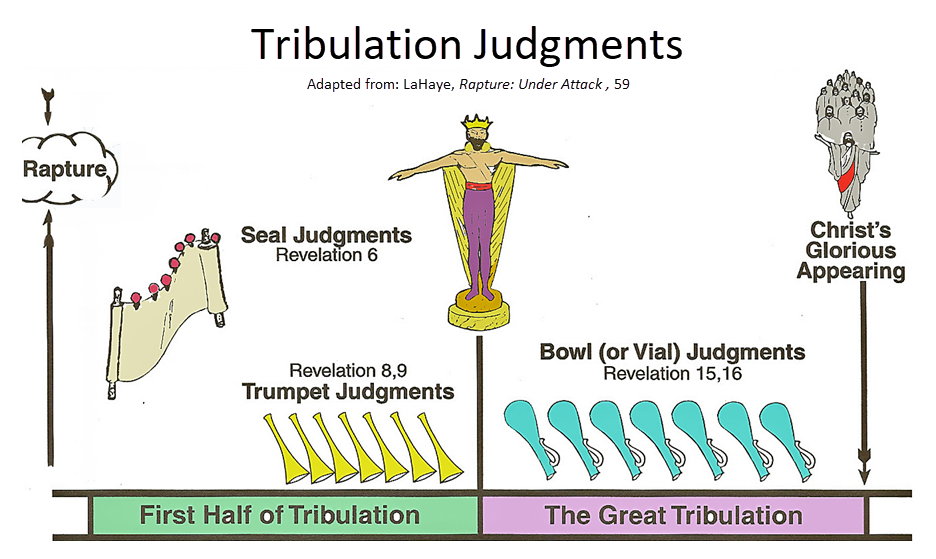 Tribulation Judgments
Adapted from: LaHaye, Rapture: Under Attack , 59
Rapture
Seal Judgments
Revelation 6
Christ's
Glorious
Appearing
Revelation 8,9
Trumpet Judgments
Bowl (or Vial) Judgments
Revelation 15,16
First Half of Tribulation
The Great Tribulation